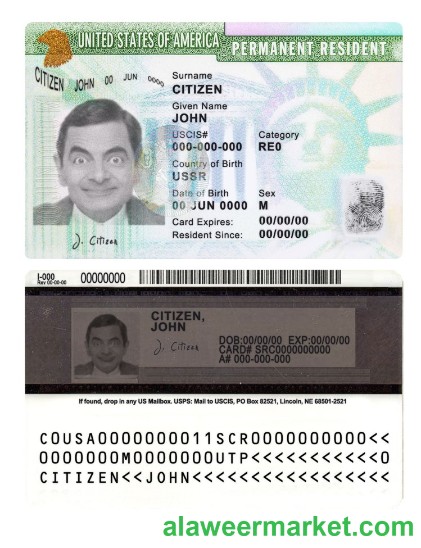 UNITED STATES OF AMERICA
PERMANENT RESIDENT
CITIZEN JOHN 00 JUN 0000
Surname
CITIZEN
Given Name
JOHN
USCIS# Category
000-000-000 RE0
Country of Birth
USSR
Date of Birth Sex
00 JUN 0000 M
Card Expires: 00/00/00
Resident Since: 00/00/00
J. Citizen
I-000 00000000
Rev 00-00-00
CITIZEN,
JOHN
J. Citizen
DOB:00/00/00 EXP:00/00/00
CARD# SRC0000000000
A# 000-000-000
If found, drop in any US Mailbox. USPS: Mail to USCIS, PO Box 82521, Lincoln, NE 68501-2521
COUSA0000000011SCR0000000000<<
0000000M0000000UTP<<<<<<<<<<<0
CITIZEN<<JOHN<<<<<<<<<<<<<<<<<
alaweermarket.com